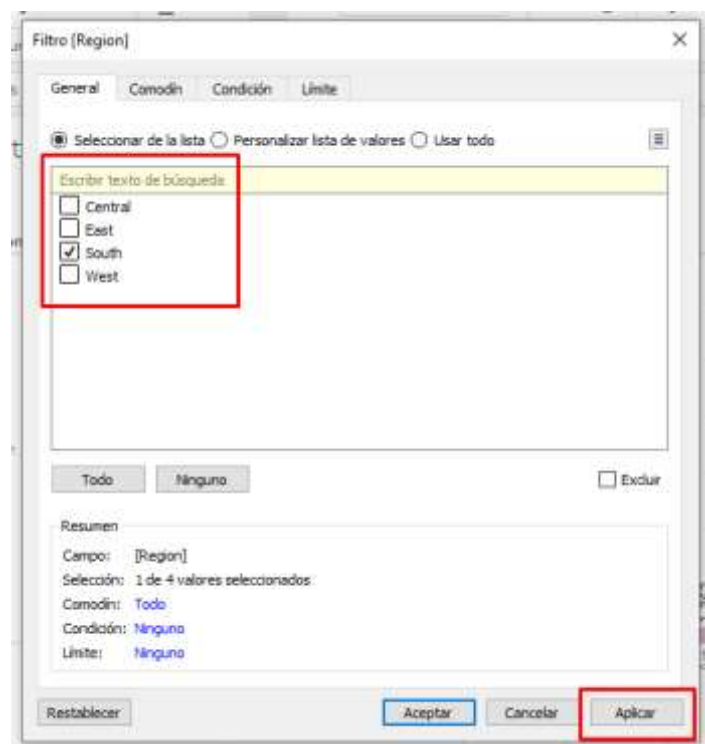 Filtro [Region]
General Comodín Condición Límite
Seleccionar de la lista Personalizar lista de valores Usar todo
Escribir texto de búsqueda
Central
East
South
West
Todo Ninguno Excluir
Resumen
Campo: [Region]
Selección: 1 de 4 valores seleccionados
Comodín: Todo
Condición: Ninguno
Límite: Ninguno
Restablecer Aceptar Cancelar Aplicar